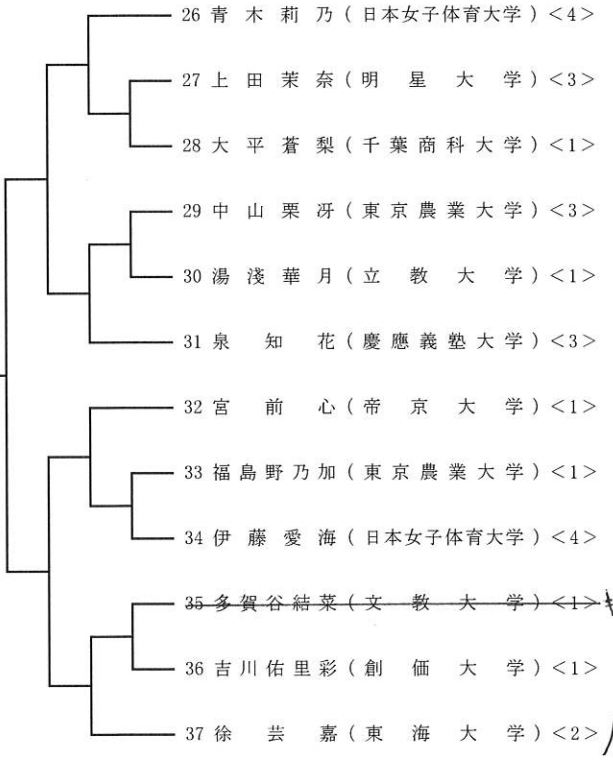 26 青木莉乃(日本女子体育大学)<4>
27 上田茉奈(明星大学)<3>
28 大平蒼梨(千葉商科大学)<1>
29 中山栗冴(東京農業大学)<3>
30 湯淺華月(立教大学)<1>
31 泉知花(慶應義塾大学)<3>
32 宮前心(帝京大学)<1>
33 福島野乃加(東京農業大学)<1>
34 伊藤愛海(日本女子体育大学)<4>
35 多賀谷結菜(文教大学)<1>
36 吉川佑里彩(創価大学)<1>
37 徐芸嘉(東海大学)<2>